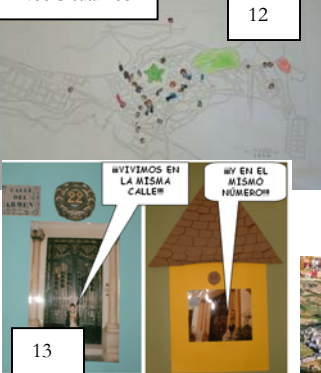 12
¡¡¡VIVIMOS EN
LA MISMA
CALLE!!!
¡¡¡Y EN EL
MISMO
NÚMERO!!!
CALLE
DEL
CARMEN
22
13